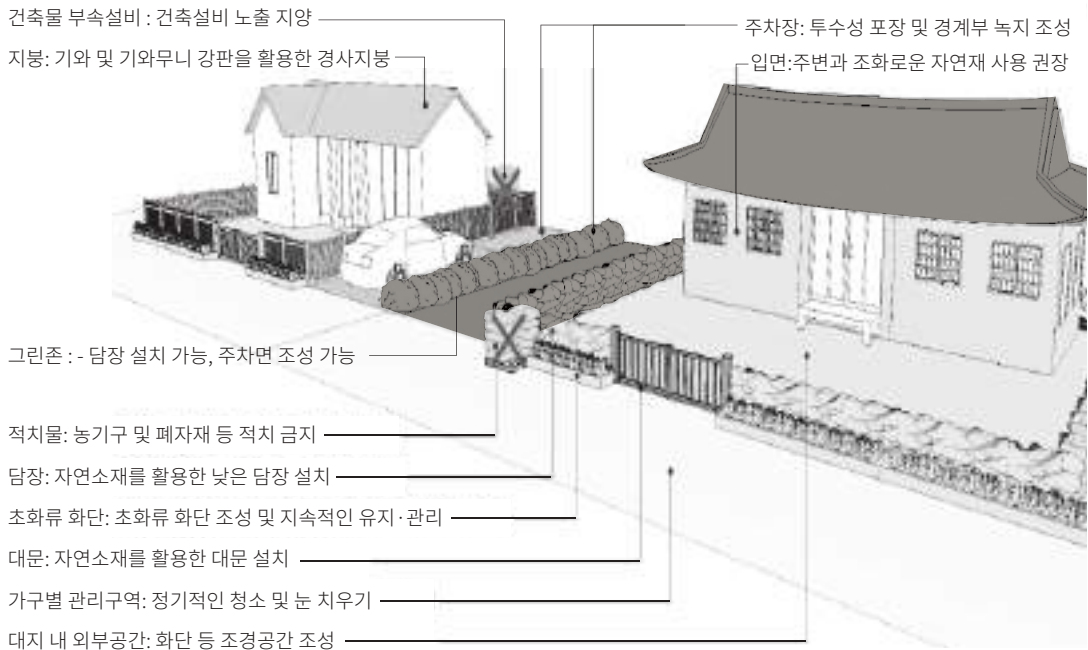 건축물 부속설비 : 건축설비 노출 지양
지붕: 기와 및 기와무늬 강판을 활용한 경사지붕
주차장: 투수성 포장 및 경계부 녹지 조성
입면:주변과 조화로운 자연재 사용 권장
그린존 : - 담장 설치 가능, 주차면 조성 가능
적치물: 농기구 및 폐자재 등 적치 금지
담장: 자연소재를 활용한 낮은 담장 설치
초화류 화단: 초화류 화단 조성 및 지속적인 유지·관리
대문: 자연소재를 활용한 대문 설치
가구별 관리구역: 정기적인 청소 및 눈 치우기
대지 내 외부공간: 화단 등 조경공간 조성